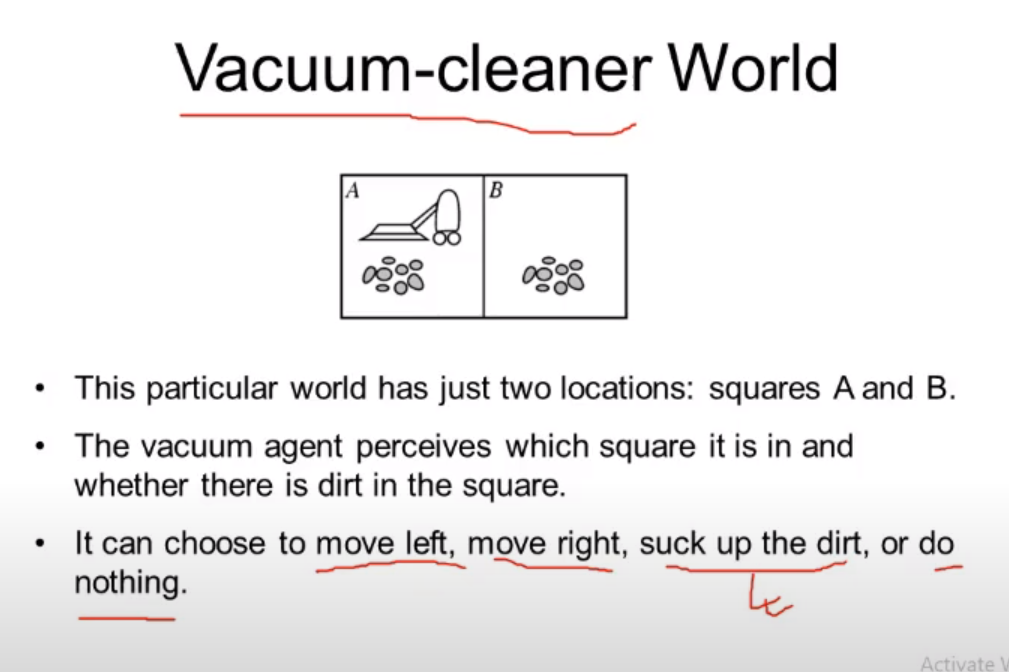 Vacuum-cleaner World
A
B
• This particular world has just two locations: squares A and B.
• The vacuum agent perceives which square it is in and
whether there is dirt in the square.
• It can choose to move left, move right, suck up the dirt, or do
nothing.
Activate